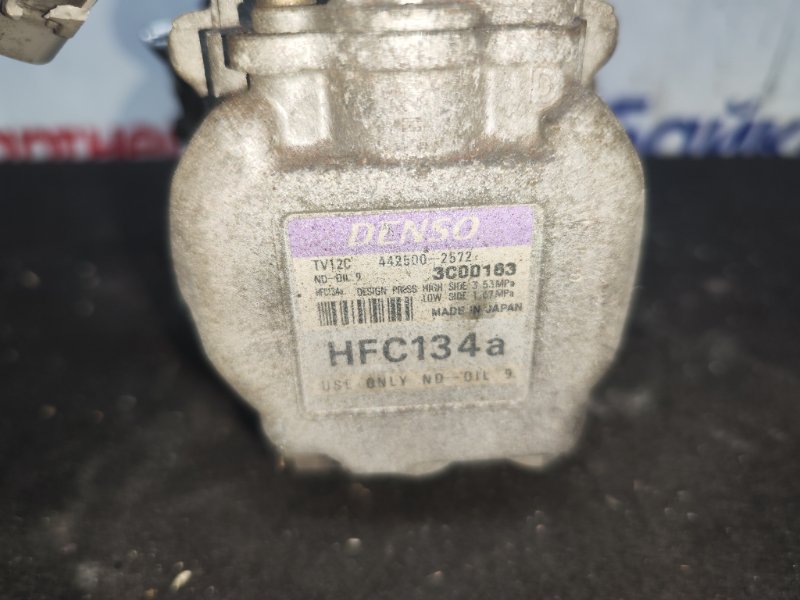 DENSO
TV12C 442500-2572
ND-OIL 9 3C00163
HFC134a DESIGN PRESS HIGH SIDE 3.53MPa
LOW SIDE 1.67MPa
MADE IN JAPAN
HFC134a
USE ONLY ND-OIL 9